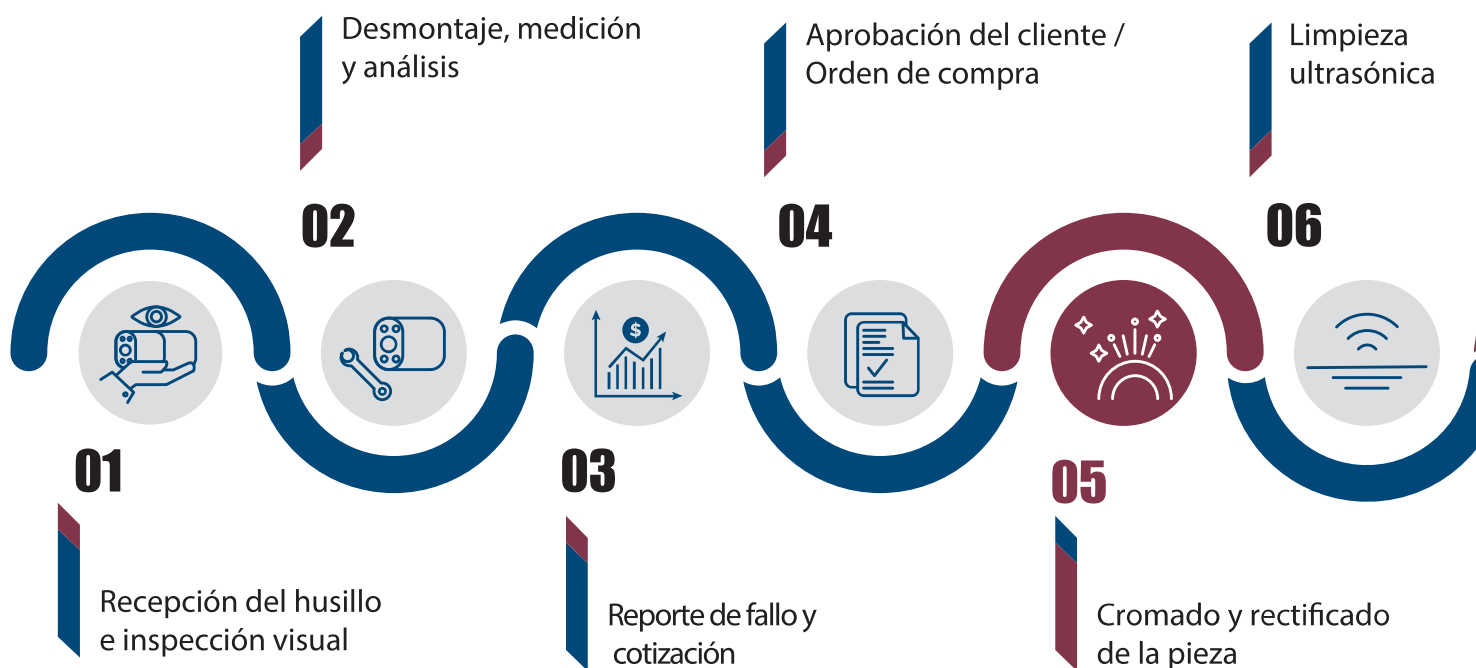 01
Recepción del husillo
e inspección visual
02
Desmontaje, medición
y análisis
03
$
Reporte de fallo y
cotización
04
Aprobación del cliente /
Orden de compra
05
Cromado y rectificado
de la pieza
06
Limpieza
ultrasónica